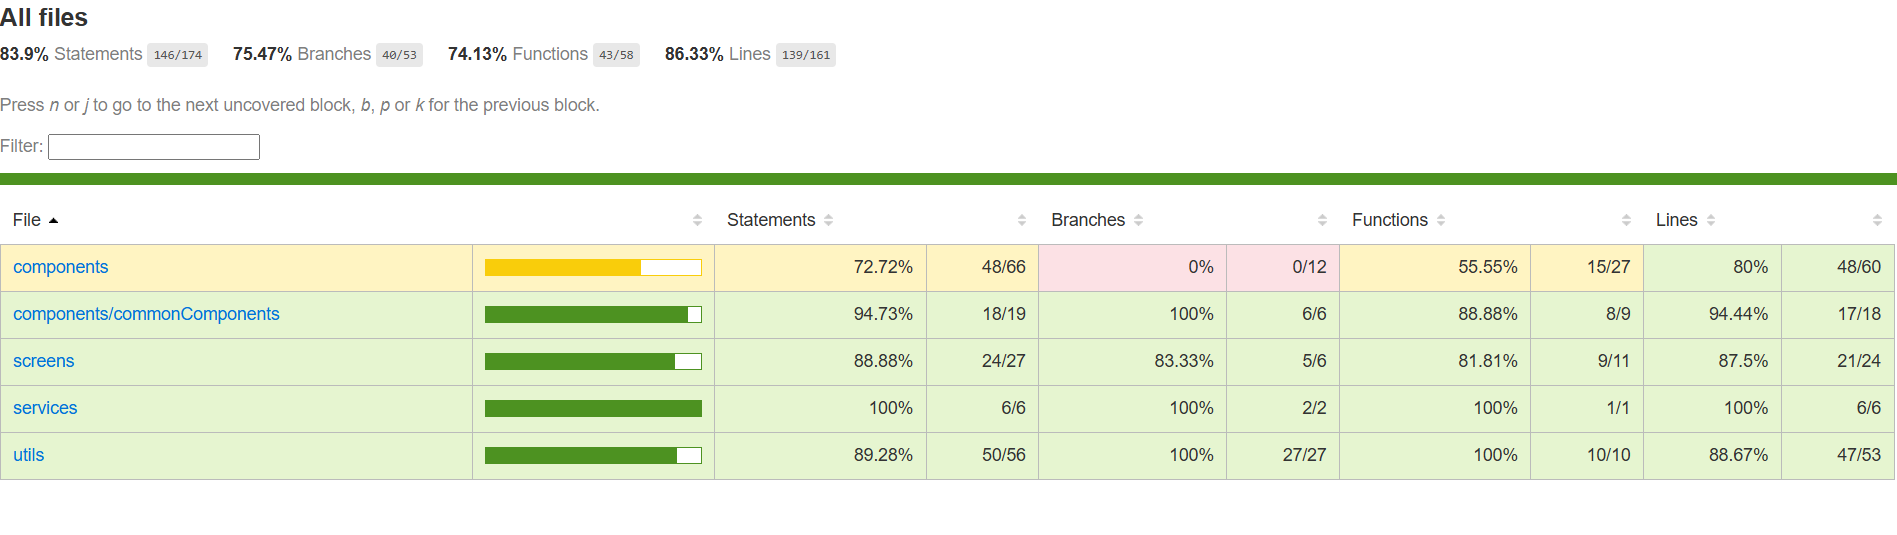 All files
83.9% Statements 146/174 75.47% Branches 40/53 74.13% Functions 43/58 86.33% Lines 139/161
Press n or j to go to the next uncovered block, b, p or k for the previous block.
Filter:
File Statements Branches Functions Lines
components 72.72% 48/66 0% 0/12 55.55% 15/27 80% 48/60
components/commonComponents 94.73% 18/19 100% 6/6 88.88% 8/9 94.44% 17/18
screens 88.88% 24/27 83.33% 5/6 81.81% 9/11 87.5% 21/24
services 100% 6/6 100% 2/2 100% 1/1 100% 6/6
utils 89.28% 50/56 100% 27/27 100% 10/10 88.67% 47/53